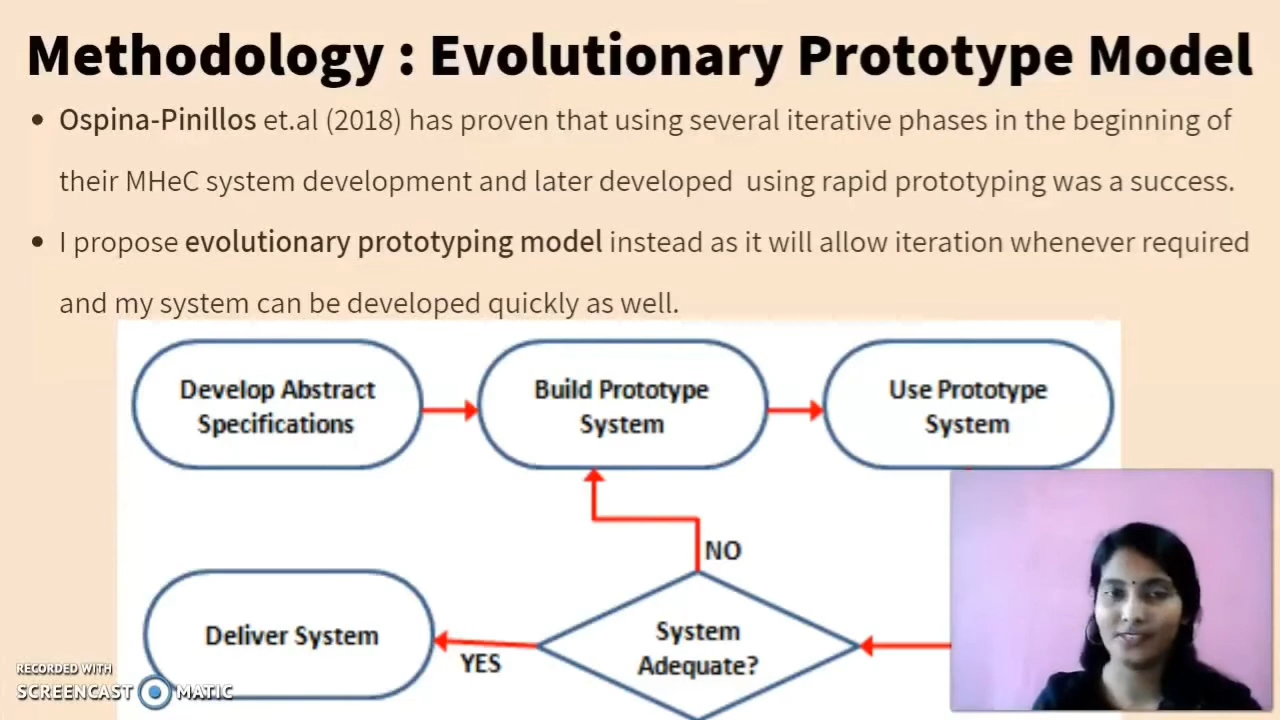 Methodology : Evolutionary Prototype Model
• Ospina-Pinillos et.al (2018) has proven that using several iterative phases in the beginning of
their MHeC system development and later developed  using rapid prototyping was a success.
• I propose evolutionary prototyping model instead as it will allow iteration whenever required
and my system can be developed quickly as well.
Develop Abstract
Specifications
Build Prototype
System
Use Prototype
System
NO
System
Adequate?
YES
Deliver System
RECORDED WITH
SCREENCAST MATIC